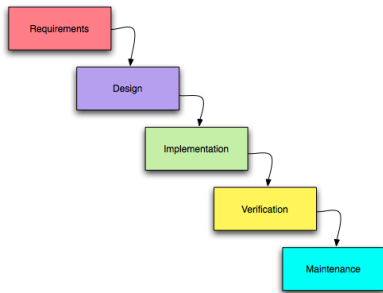 Requirements
Design
Implementation
Verification
Maintenance